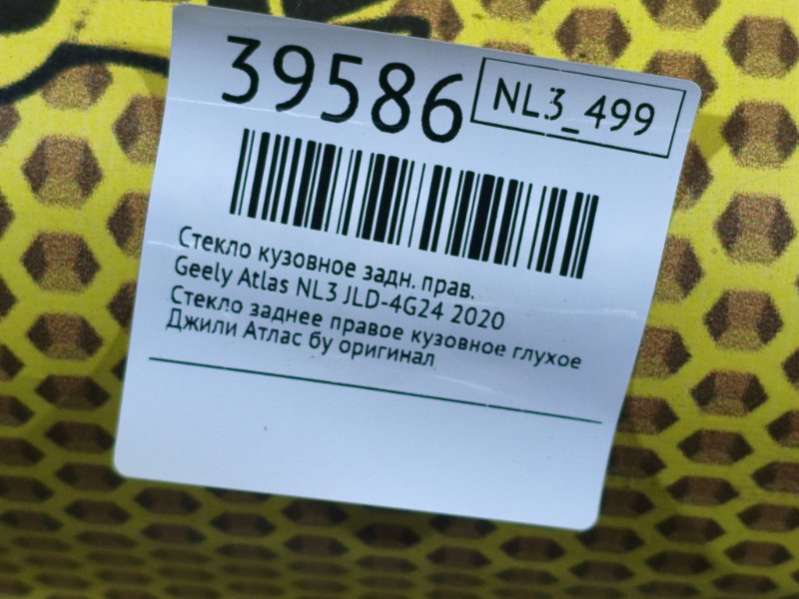 39586
NL3_499
Стекло кузовное задн. прав.
Geely Atlas NL3 JLD-4G24 2020
Стекло заднее правое кузовное глухое
Джили Атлас бу оригинал